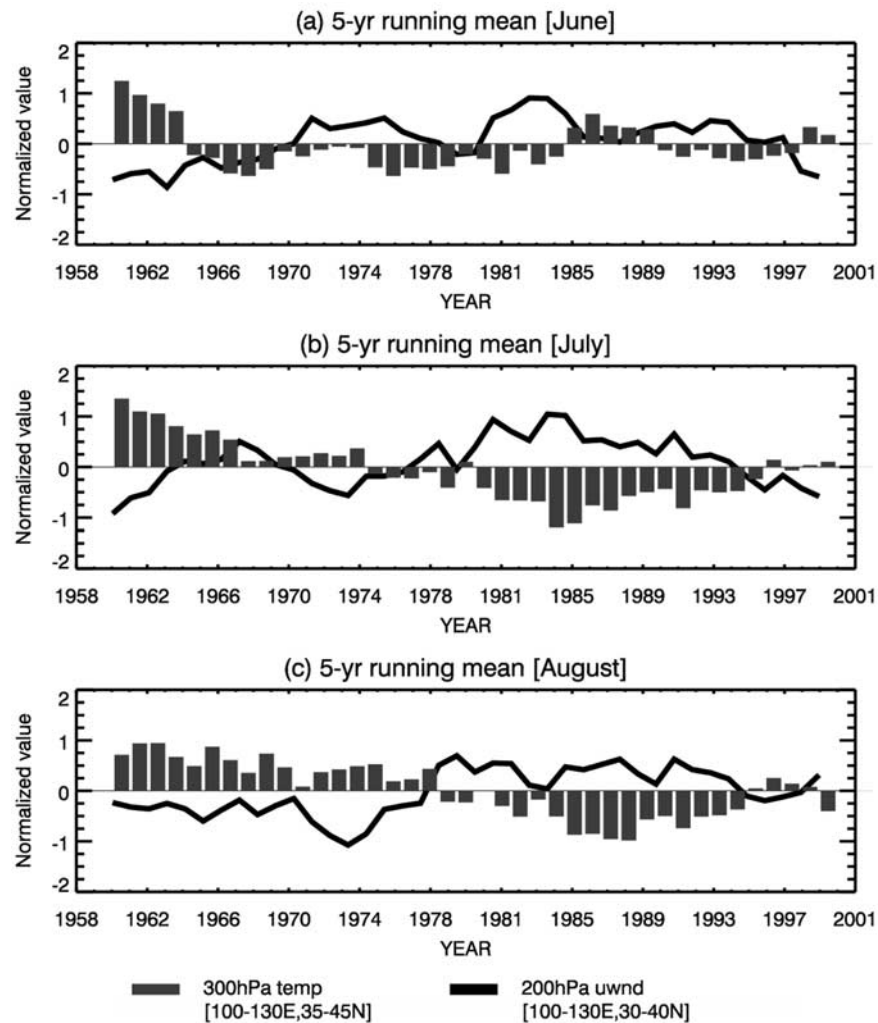 (a) 5-yr running mean [June]
Normalized value
2
1
0
-1
-2
1958 1962 1966 1970 1974 1978 1981 1985 1989 1993 1997 2001
YEAR
(b) 5-yr running mean [July]
Normalized value
2
1
0
-1
-2
1958 1962 1966 1970 1974 1978 1981 1985 1989 1993 1997 2001
YEAR
(c) 5-yr running mean [August]
Normalized value
2
1
0
-1
-2
1958 1962 1966 1970 1974 1978 1981 1985 1989 1993 1997 2001
YEAR
300hPa temp
[100-130E,35-45N]
200hPa uwnd
[100-130E,30-40N]